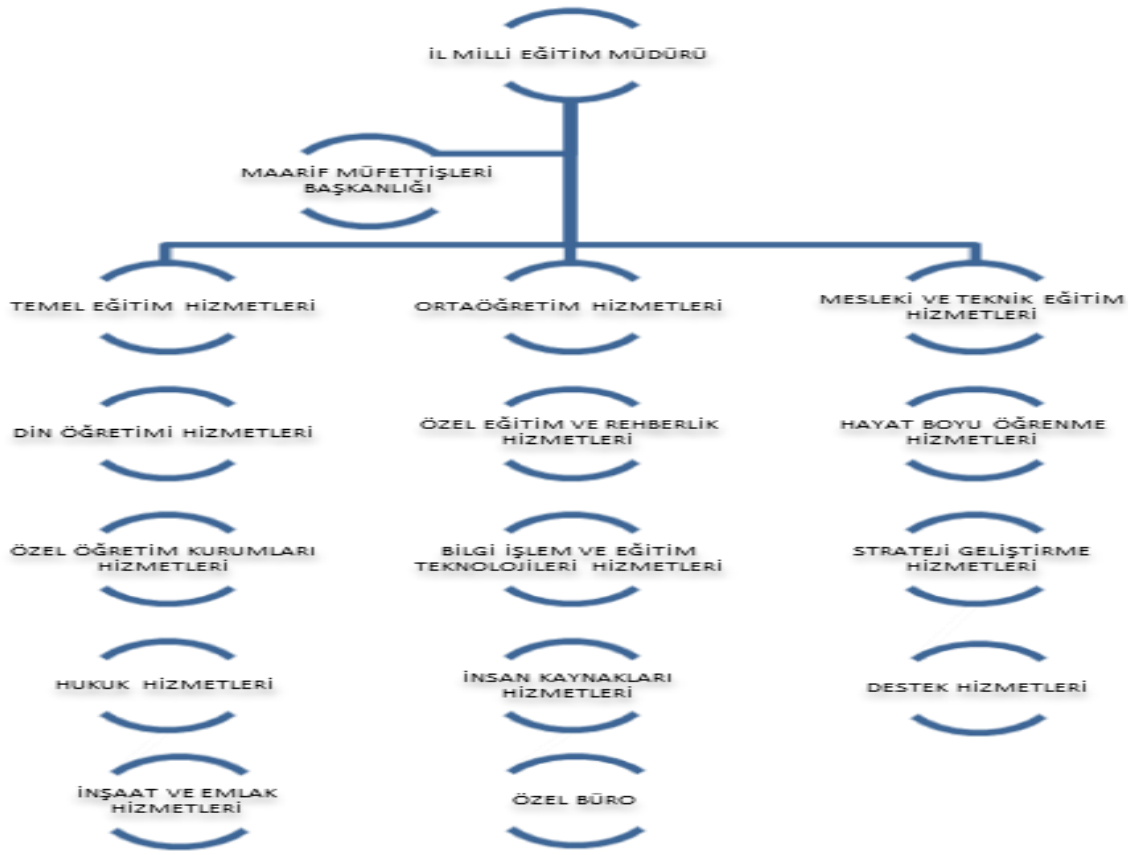 İL MİLLİ EĞİTİM MÜDÜRÜ
MAARİF MÜFETTİŞLERİ
BAŞKANLIĞI
TEMEL EĞİTİM HİZMETLERİ
ORTAÖĞRETİM HİZMETLERİ
MESLEKİ VE TEKNİK EĞİTİM
HİZMETLERİ
DİN ÖĞRETİMİ HİZMETLERİ
ÖZEL EĞİTİM VE REHBERLİK
HİZMETLERİ
HAYAT BOYU ÖĞRENME
HİZMETLERİ
ÖZEL ÖĞRETİM KURUMLARI
HİZMETLERİ
BİLGİ İŞLEM VE EĞİTİM
TEKNOLOJİLERİ HİZMETLERİ
STRATEJİ GELİŞTİRME
HİZMETLERİ
HUKUK HİZMETLERİ
İNSAN KAYNAKLARI
HİZMETLERİ
DESTEK HİZMETLERİ
İNŞAAT VE EMLAK
HİZMETLERİ
ÖZEL BÜRO